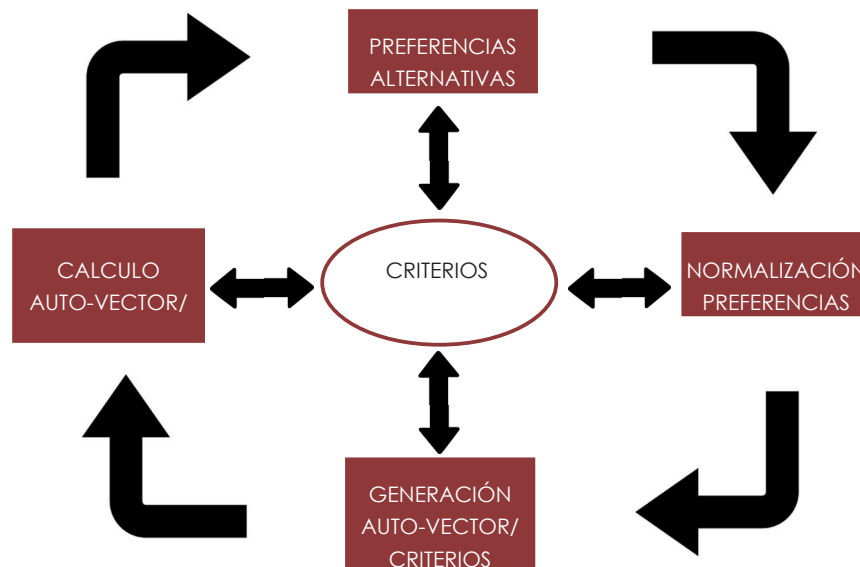 PREFERENCIAS
ALTERNATIVAS
CALCULO
AUTO-VECTOR/
CRITERIOS
NORMALIZACIÓN
PREFERENCIAS
GENERACIÓN
AUTO-VECTOR/
CRITERIOS